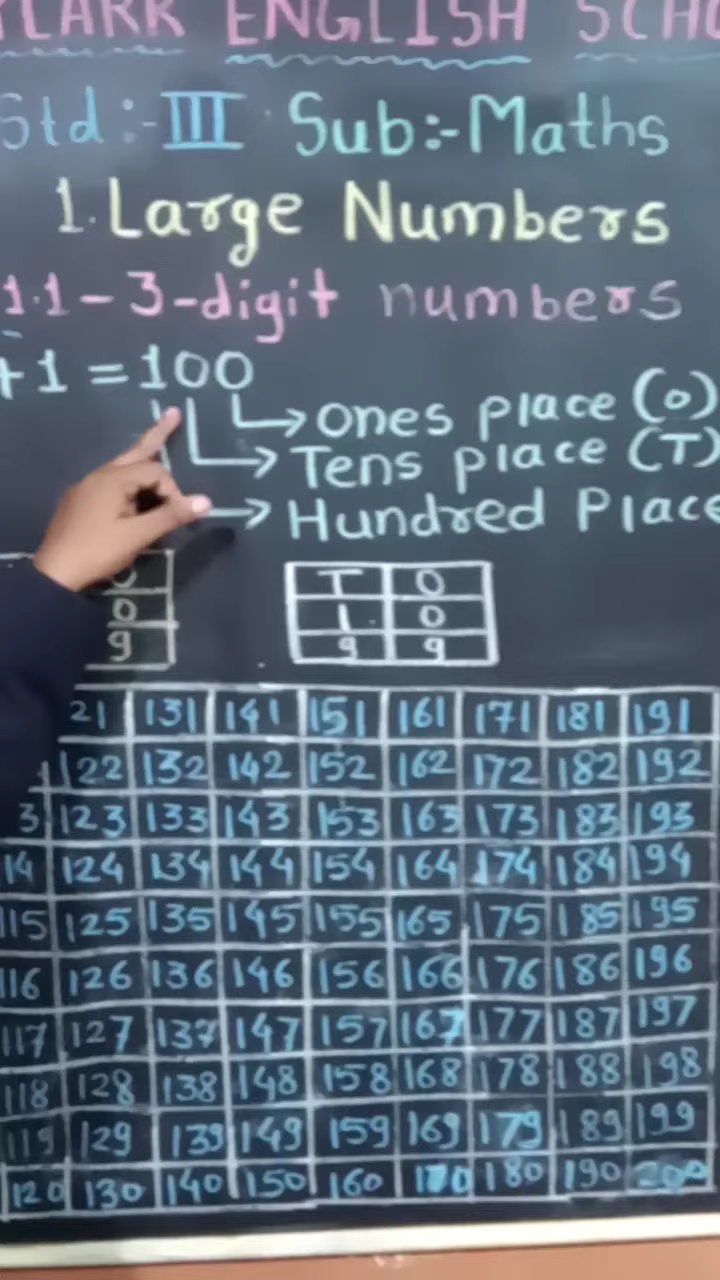 ENGLISH
Std :- III Sub:- Maths
1. Large Numbers
1.1 - 3 - digit numbers
+ 1 = 100
Ones place (O)
Tens place (T)
Hundred Place
T O
0 1 0
9 9 9
21 131 141 151 161 171 181 191
122 132 142 152 162 172 182 192
3 123 133 143 153 163 173 183 193
14 124 134 144 154 164 174 184 194
115 125 135 145 155 165 175 185 195
116 126 136 146 156 166 176 186 196
117 127 137 147 157 167 177 187 197
118 128 138 148 158 168 178 188 198
119 129 139 149 159 169 179 189 199
120 130 140 150 160 170 180 190 200